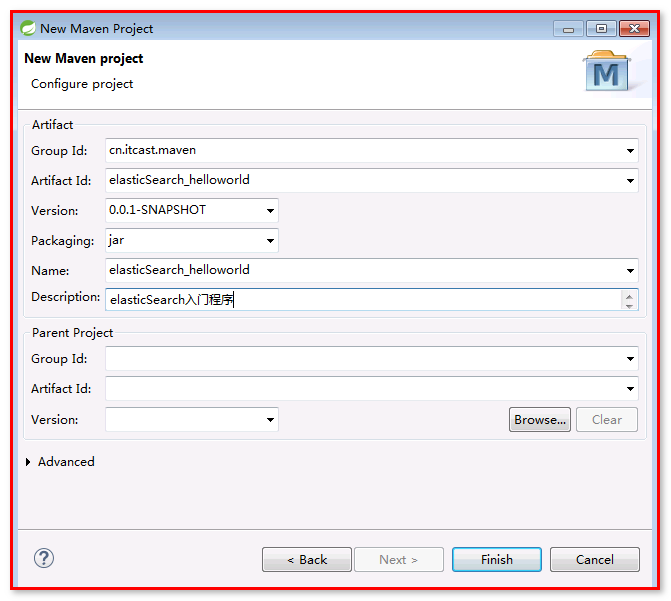 New Maven Project
New Maven project
Configure project
M
Artifact
Group Id: cn.itcast.maven
Artifact Id: elasticSearch_helloworld
Version: 0.0.1-SNAPSHOT
Packaging: jar
Name: elasticSearch_helloworld
Description: elasticSearch入门程序
Parent Project
Group Id:
Artifact Id:
Version: Browse... Clear
Advanced
? < Back Next > Finish Cancel